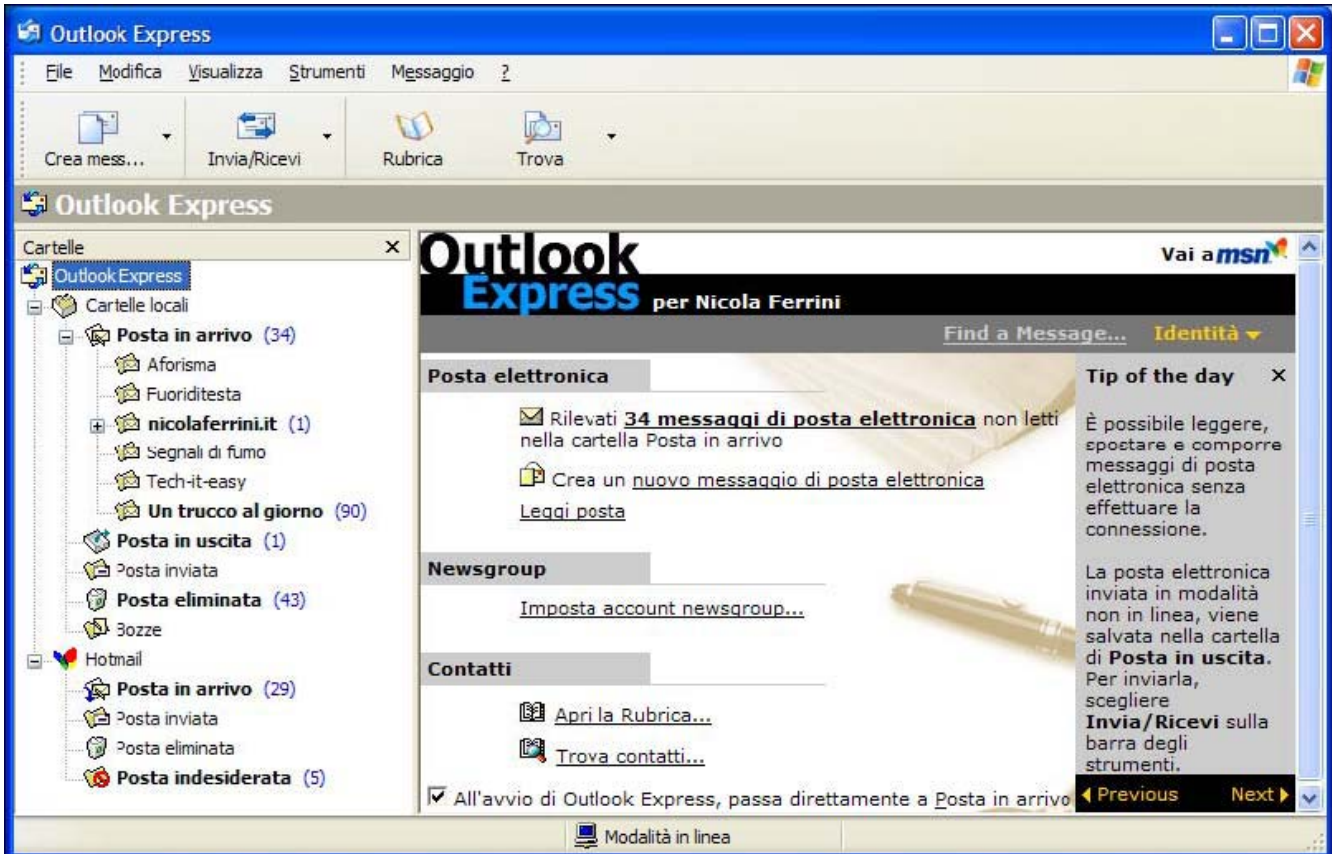 Outlook Express
File Modifica Visualizza Strumenti Messaggio ?
Crea mess... Invia/Ricevi Rubrica Trova
Outlook Express
Cartelle
Outlook Express
Cartelle locali
Posta in arrivo (34)
Aforisma
Fuoriditesta
nicolaferrini.it (1)
Segnali di fumo
Tech-it-easy
Un trucco al giorno (90)
Posta in uscita (1)
Posta inviata
Posta eliminata (43)
Bozze
Hotmail
Posta in arrivo (29)
Posta inviata
Posta eliminata
Posta indesiderata (5)
Outlook
Express per Nicola Ferrini
Vai a msn
Find a Message... Identità
Posta elettronica
Rilevati 34 messaggi di posta elettronica non letti
nella cartella Posta in arrivo
Crea un nuovo messaggio di posta elettronica
Leggi posta
Newsgroup
Imposta account newsgroup...
Contatti
Apri la Rubrica...
Trova contatti...
All'avvio di Outlook Express, passa direttamente a Posta in arrivo
Tip of the day
È possibile leggere,
spostare e comporre
messaggi di posta
elettronica senza
effettuare la
connessione.
La posta elettronica
inviata in modalità
non in linea, viene
salvata nella cartella
di Posta in uscita.
Per inviarla,
scegliere
Invia/Ricevi sulla
barra degli
strumenti.
Previous Next
Modalità in linea